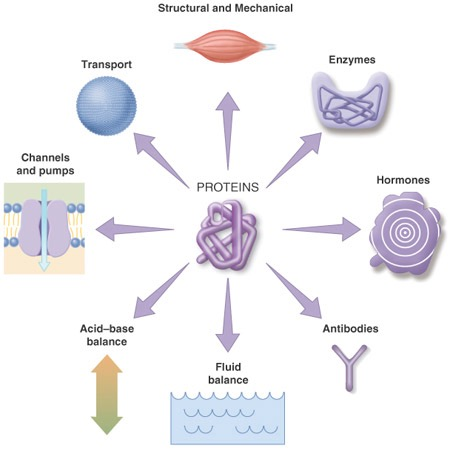 Structural and Mechanical
Transport
Enzymes
Channels
and pumps
PROTEINS
Hormones
Acid–base
balance
Fluid
balance
Antibodies